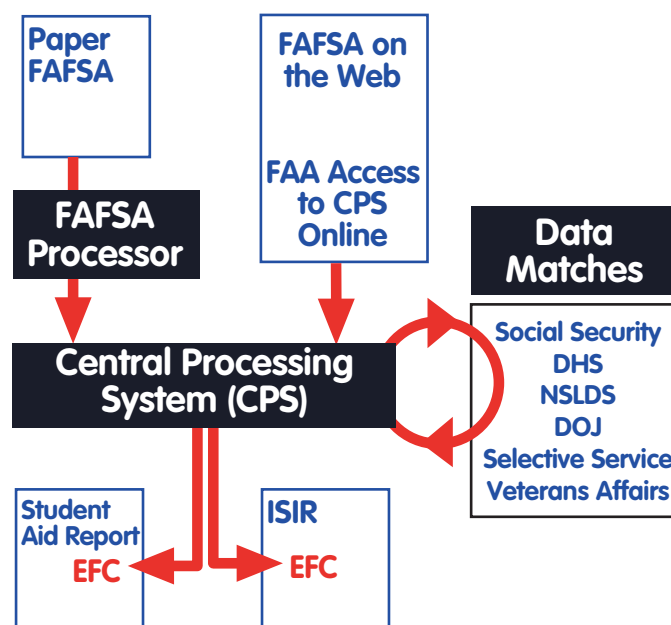 Paper
FAFSA
FAFSA on
the Web
FAA Access
to CPS
Online
FAFSA
Processor
Data
Matches
Central Processing
System (CPS)
Social Security
DHS
NSLDS
DOJ
Selective Service
Veterans Affairs
Student
Aid Report
EFC
ISIR
EFC